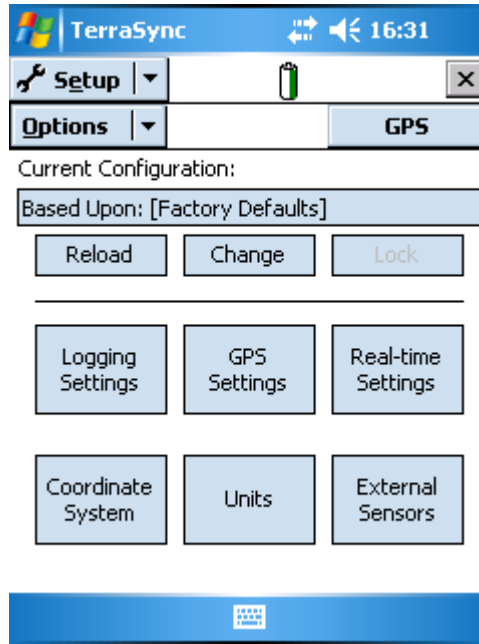 TerraSync 16:31
Setup
Options GPS
Current Configuration:
Based Upon: [Factory Defaults]
Reload Change Lock
Logging Settings
GPS Settings
Real-time Settings
Coordinate System
Units
External Sensors